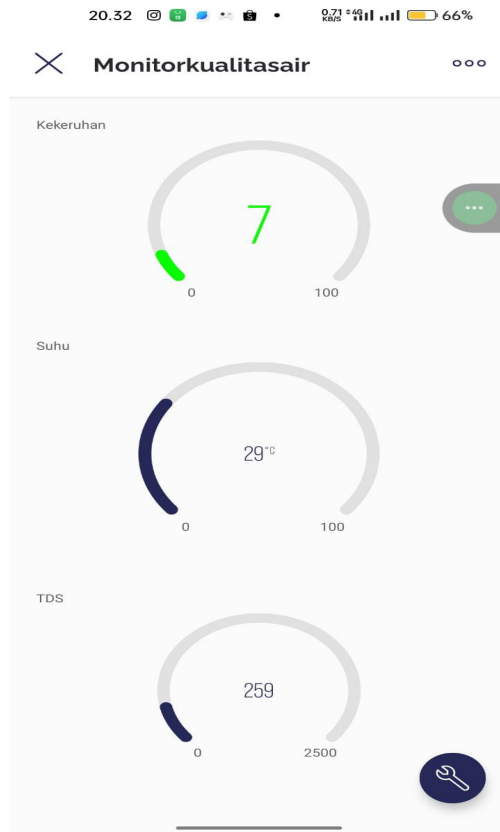 20.32 0.71 KB/S 4G 66%
Monitorkualitasair
Kekeruhan
7
0 100
Suhu
29°C
0 100
TDS
259
0 2500